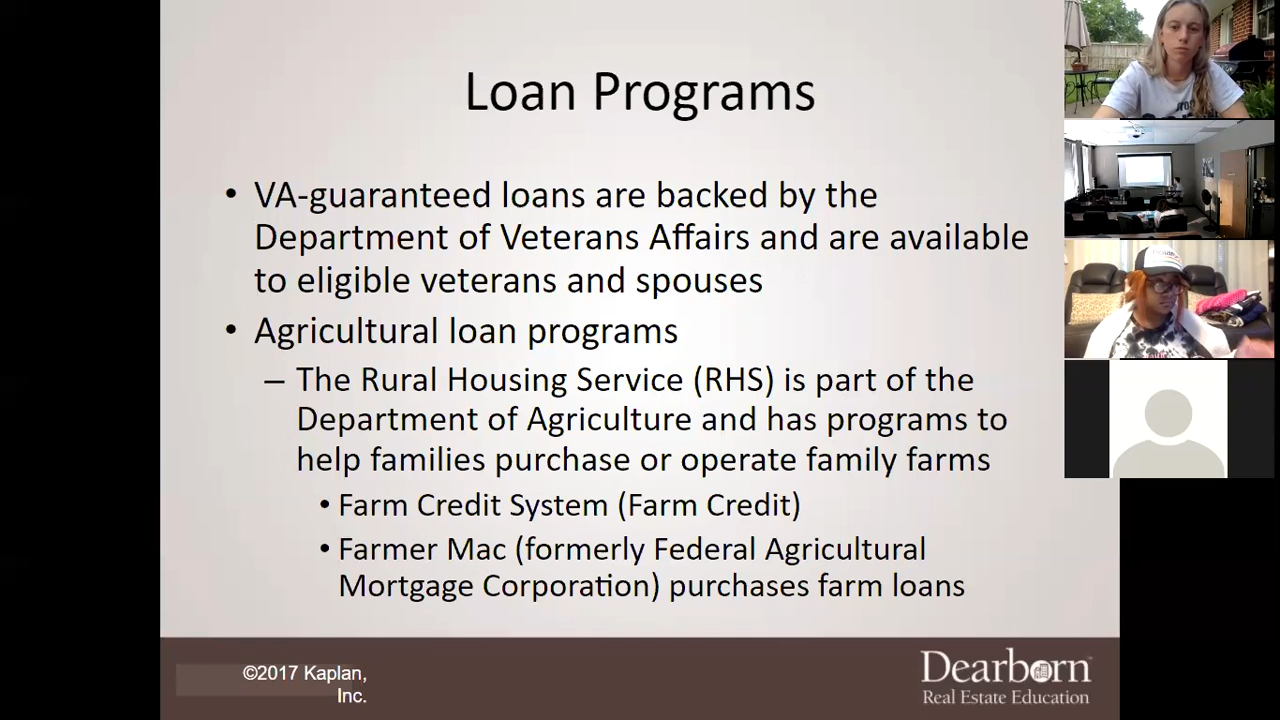 Loan Programs
• VA-guaranteed loans are backed by the
Department of Veterans Affairs and are available
to eligible veterans and spouses
• Agricultural loan programs
– The Rural Housing Service (RHS) is part of the
Department of Agriculture and has programs to
help families purchase or operate family farms
• Farm Credit System (Farm Credit)
• Farmer Mac (formerly Federal Agricultural
Mortgage Corporation) purchases farm loans
©2017 Kaplan,
Inc.
Dearborn™
Real Estate Education